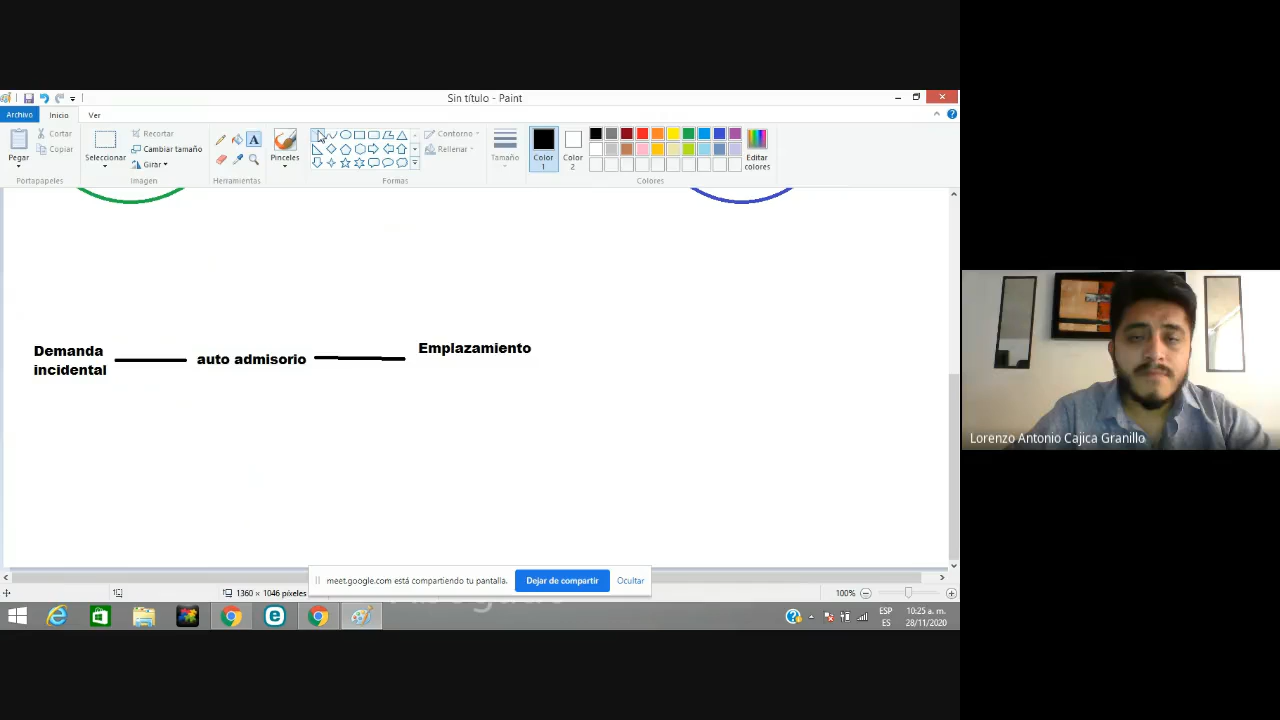 Sin título - Paint
Archivo
Inicio
Ver
Pegar
Cortar
Copiar
Portapapeles
Seleccionar
Recortar
Cambiar tamaño
Girar
Imagen
A
Herramientas
Pinceles
Contorno
Rellenar
Formas
Tamaño
Color
1
Color
2
Editar
colores
Colores
Demanda
incidental
auto admisorio
Emplazamiento
Lorenzo Antonio Cajica Granillo
meet.google.com está compartiendo tu pantalla.
Dejar de compartir
Ocultar
1360 × 1046 píxeles
100%
ESP
ES
10:25 a. m.
28/11/2020